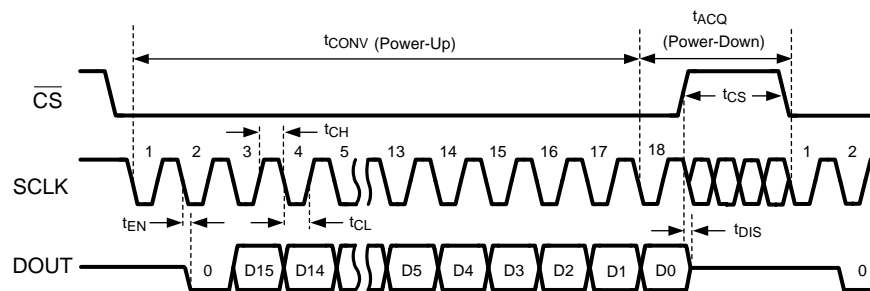 tACQ
tCONV (Power-Up) (Power-Down)
CS
tCS
tCH
1 2 3 4 5 13 14 15 16 17 18 1 2
SCLK
tEN tCL tDIS
DOUT 0 D15 D14 D5 D4 D3 D2 D1 D0 0